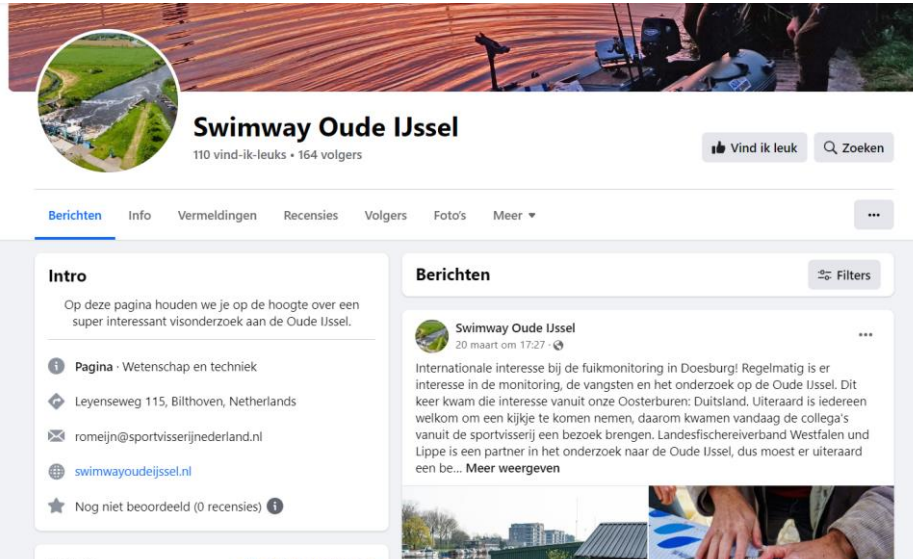 Swimway Oude IJssel
110 vind-ik-leuks • 164 volgers
Vind ik leuk
Zoeken
Berichten
Info
Vermeldingen
Recensies
Volgers
Foto's
Meer
Intro
Op deze pagina houden we je op de hoogte over een
super interessant visonderzoek aan de Oude IJssel.
Pagina · Wetenschap en techniek
Leyenseweg 115, Bilthoven, Netherlands
romeijn@sportvisserijnederland.nl
swimwayoudeijssel.nl
Nog niet beoordeeld (0 recensies)
Berichten
Filters
Swimway Oude IJssel
20 maart om 17:27 ·
Internationale interesse bij de fuikmonitoring in Doesburg! Regelmatig is er
interesse in de monitoring, de vangsten en het onderzoek op de Oude IJssel. Dit
keer kwam die interesse vanuit onze Oosterburen: Duitsland. Uiteraard is iedereen
welkom om een kijkje te komen nemen, daarom kwamen vandaag de collega's
vanuit de sportvisserij een bezoek brengen. Landesfischereiverband Westfalen und
Lippe is een partner in het onderzoek naar de Oude IJssel, dus moest er uiteraard
een be... Meer weergeven